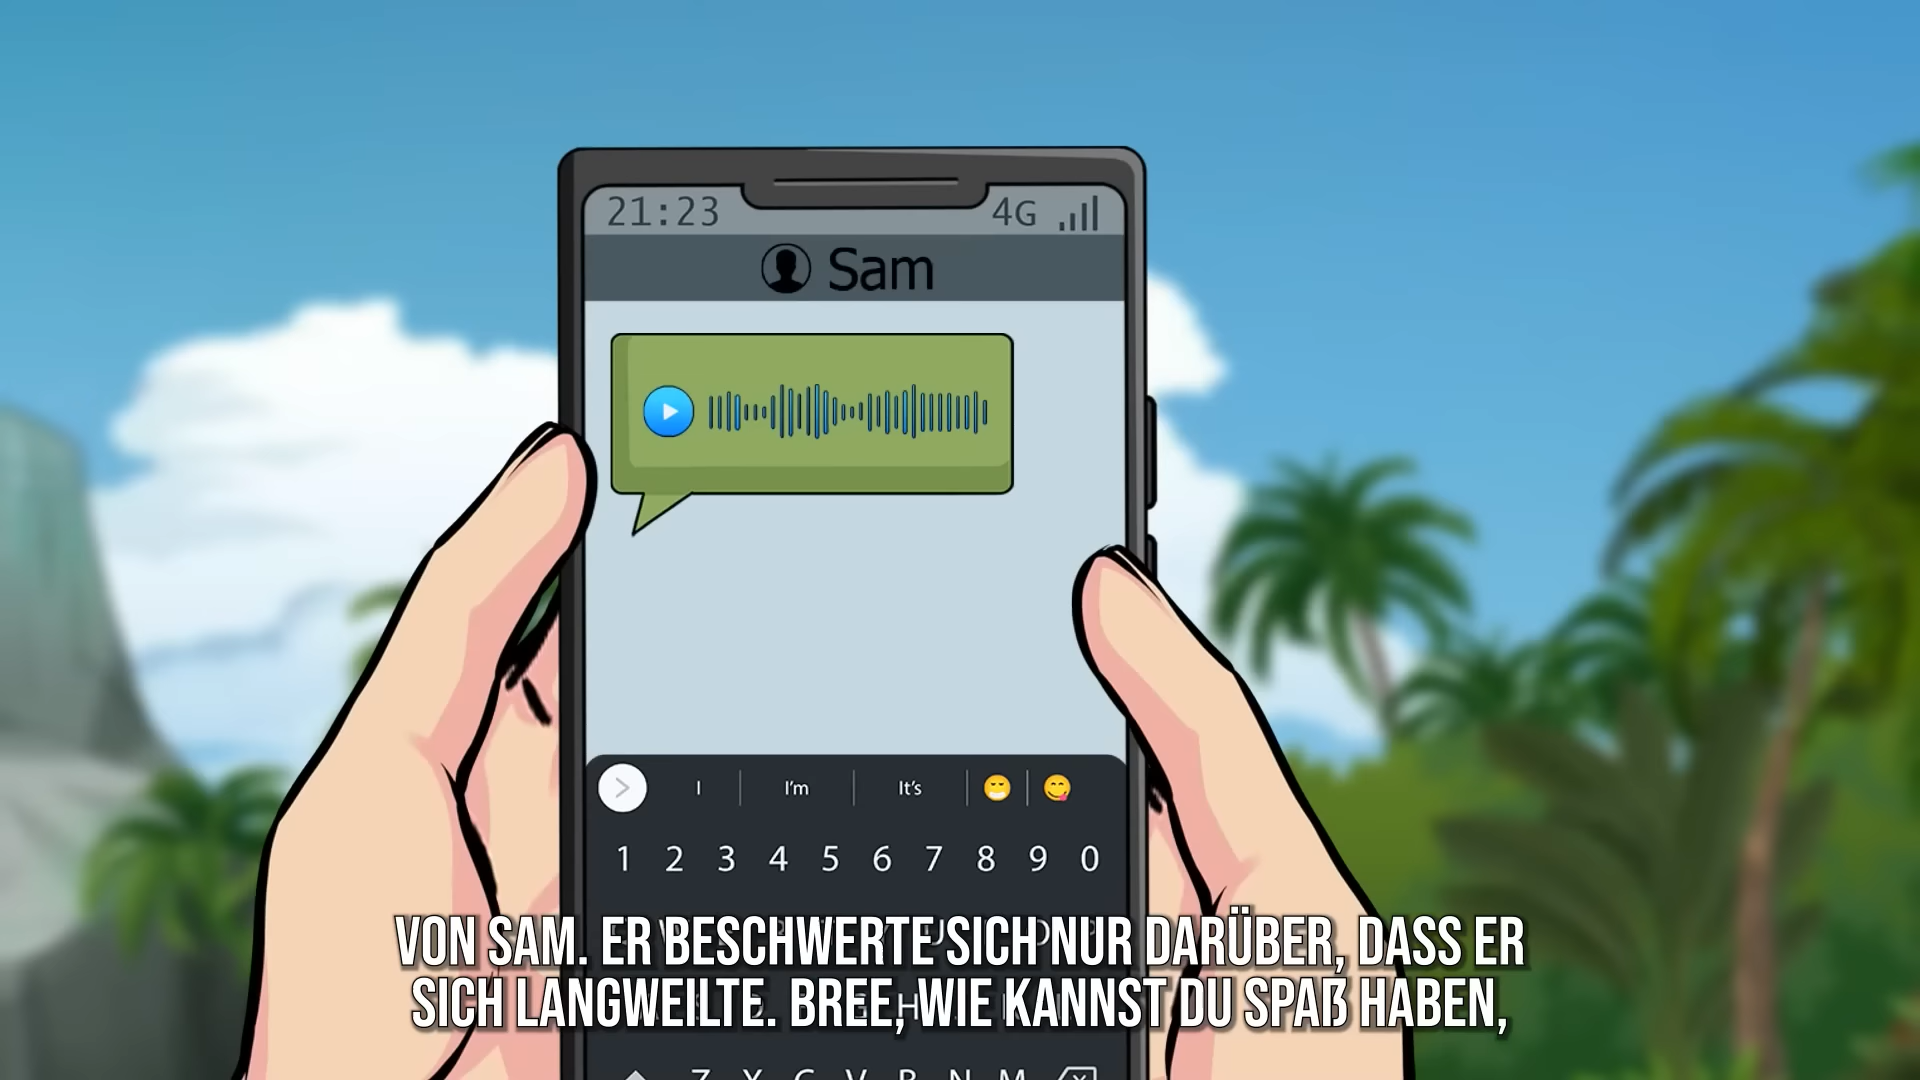 21:23 4G
Sam
I I'm It's
1 2 3 4 5 6 7 8 9 0
VON SAM. ER BESCHWERTE SICH NUR DARÜBER, DASS ER
SICH LANGWEILTE. BREE, WIE KANNST DU SPAß HABEN,
Z X C V B N M